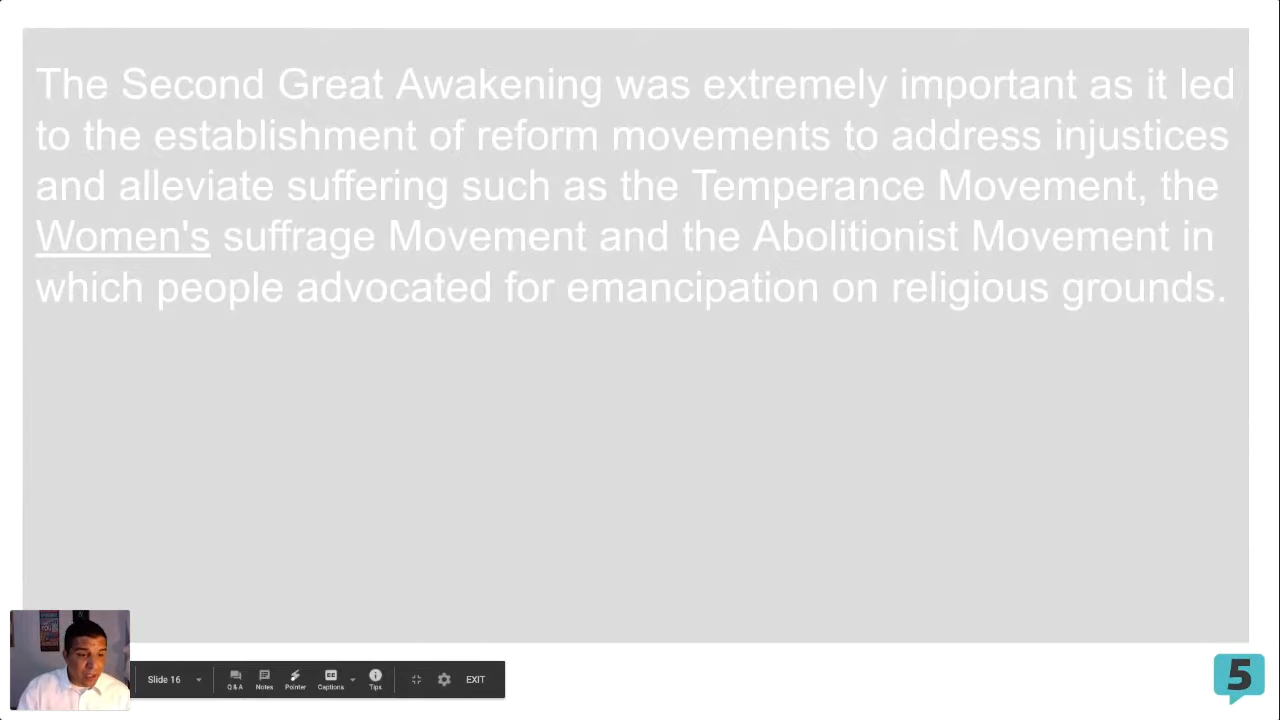 The Second Great Awakening was extremely important as it led
to the establishment of reform movements to address injustices
and alleviate suffering such as the Temperance Movement, the
Women's suffrage Movement and the Abolitionist Movement in
which people advocated for emancipation on religious grounds.
Slide 16
Q & A
Notes
Pointer
CC
Captions
Tips
EXIT
5